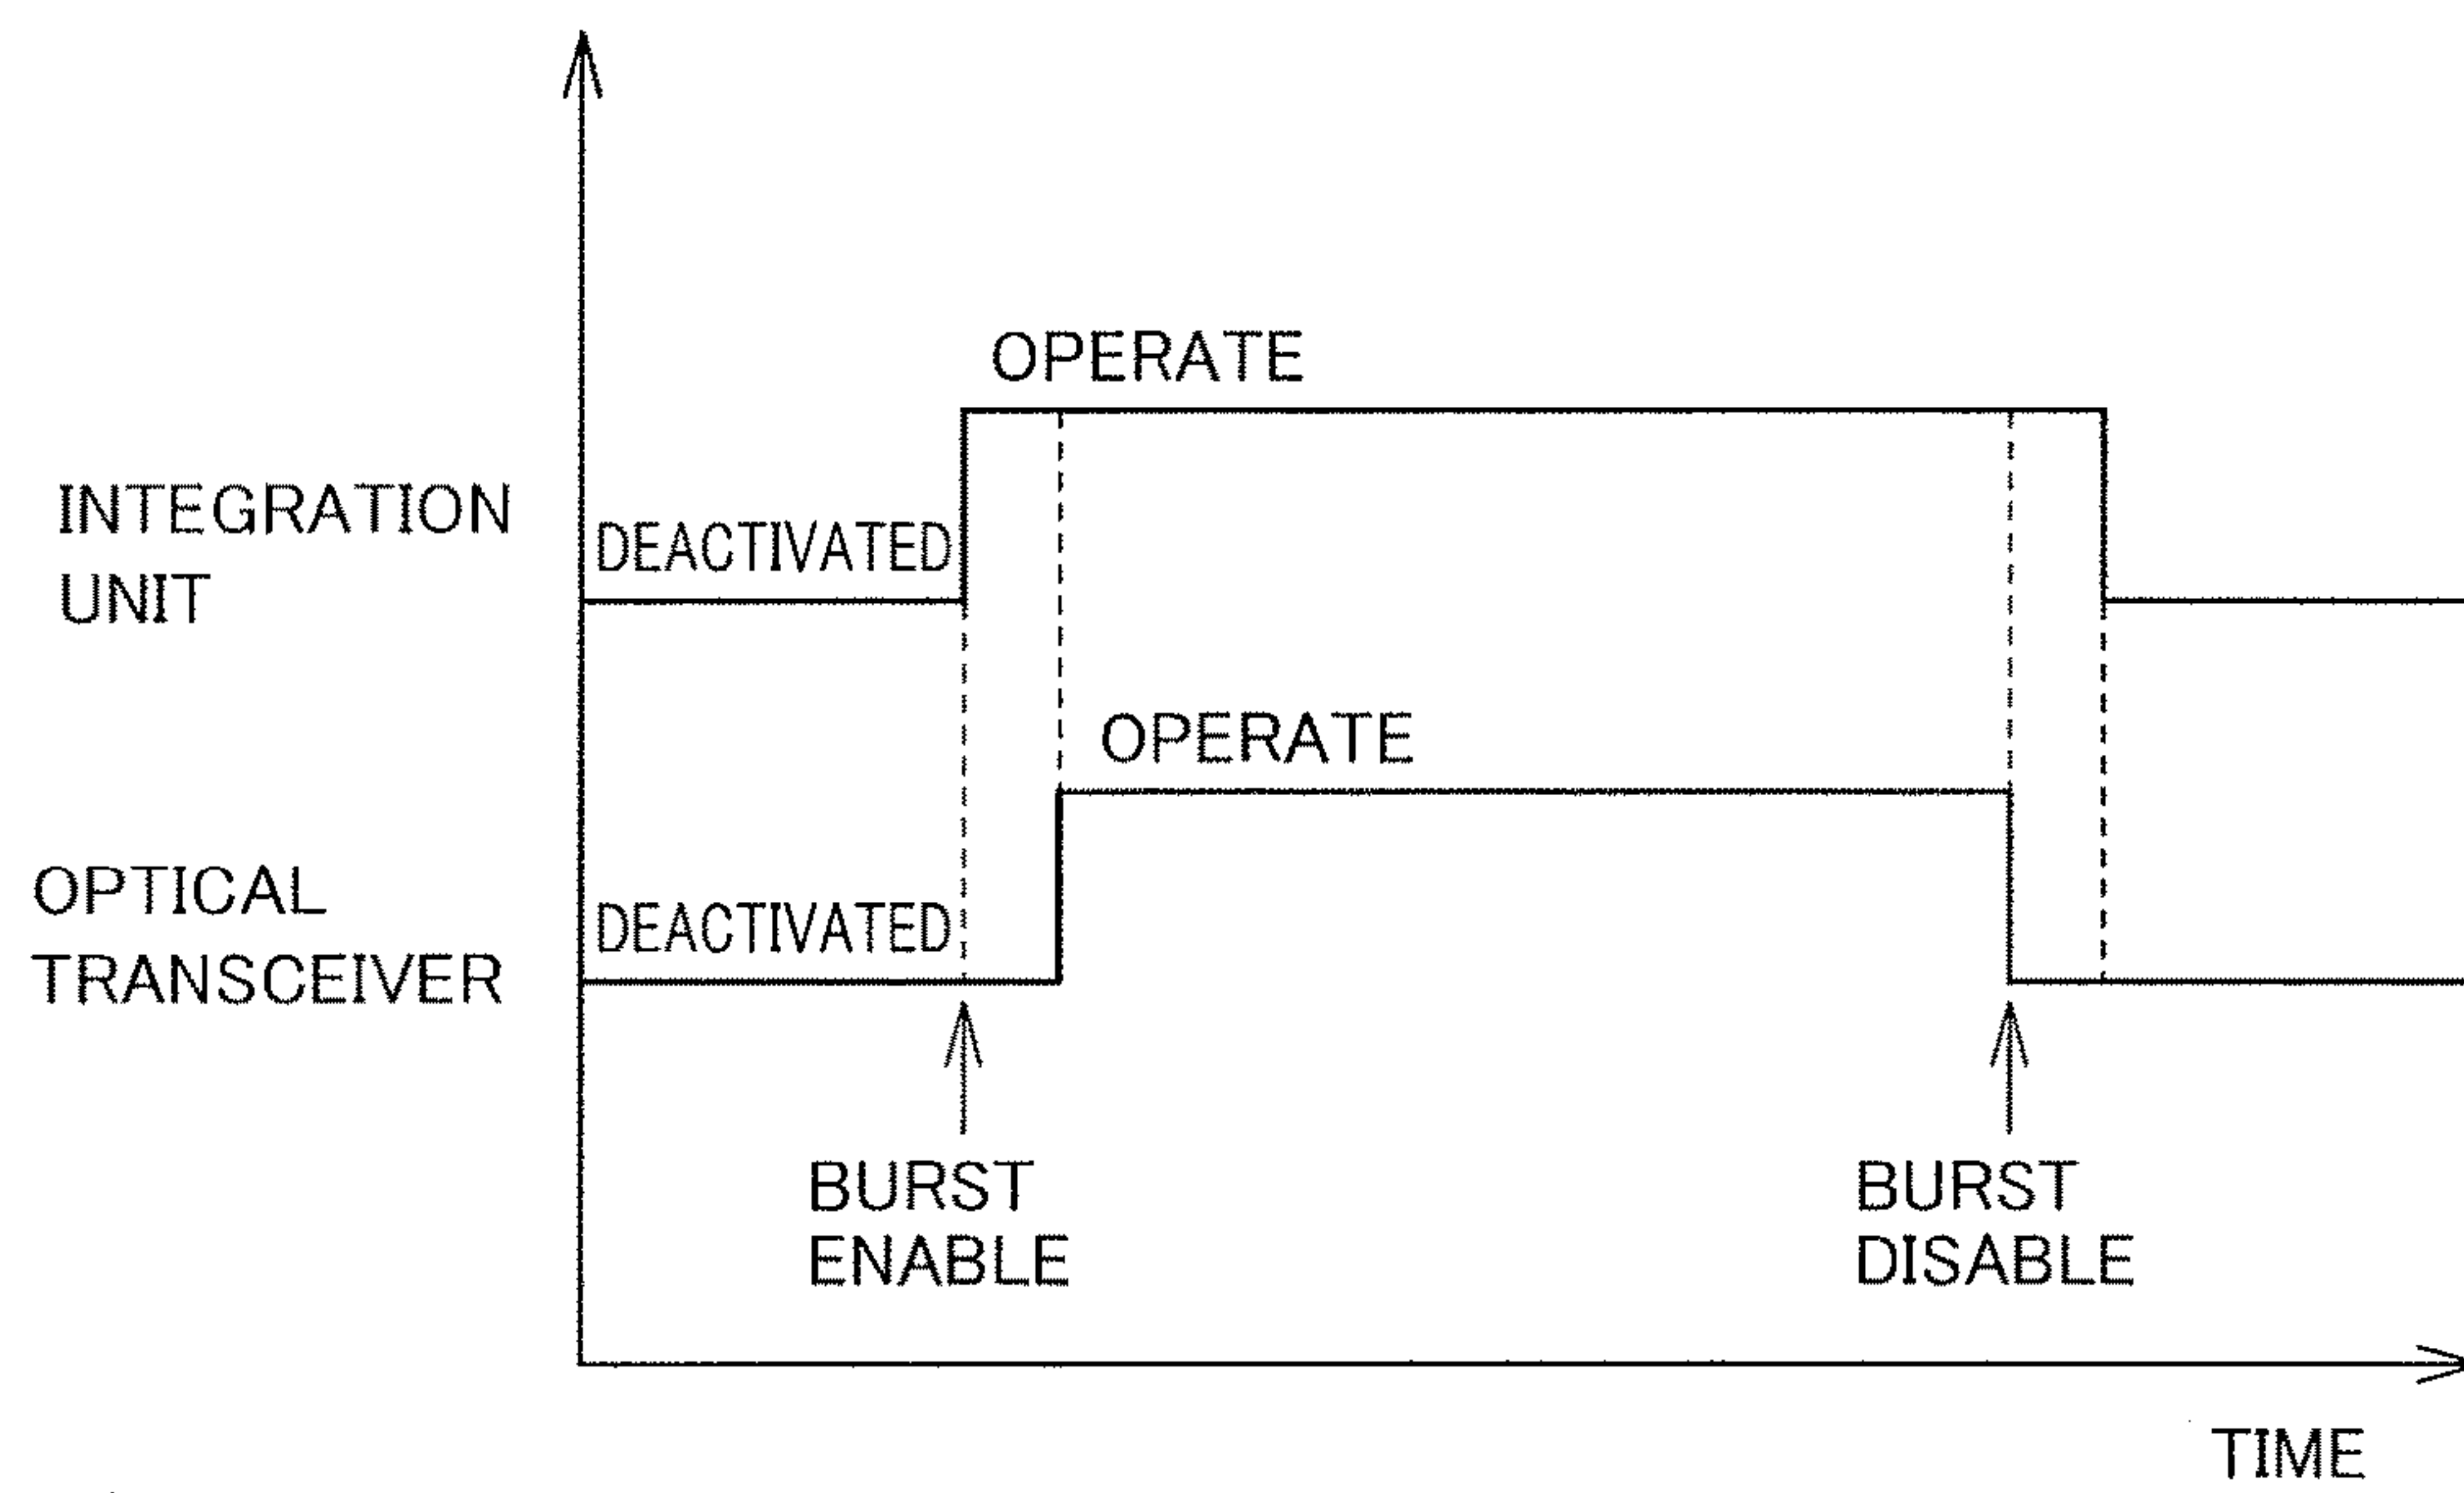 OPERATE
INTEGRATION
UNIT
DEACTIVATED
OPERATE
OPTICAL
TRANSCEIVER
DEACTIVATED
BURST
ENABLE
BURST
DISABLE
TIME